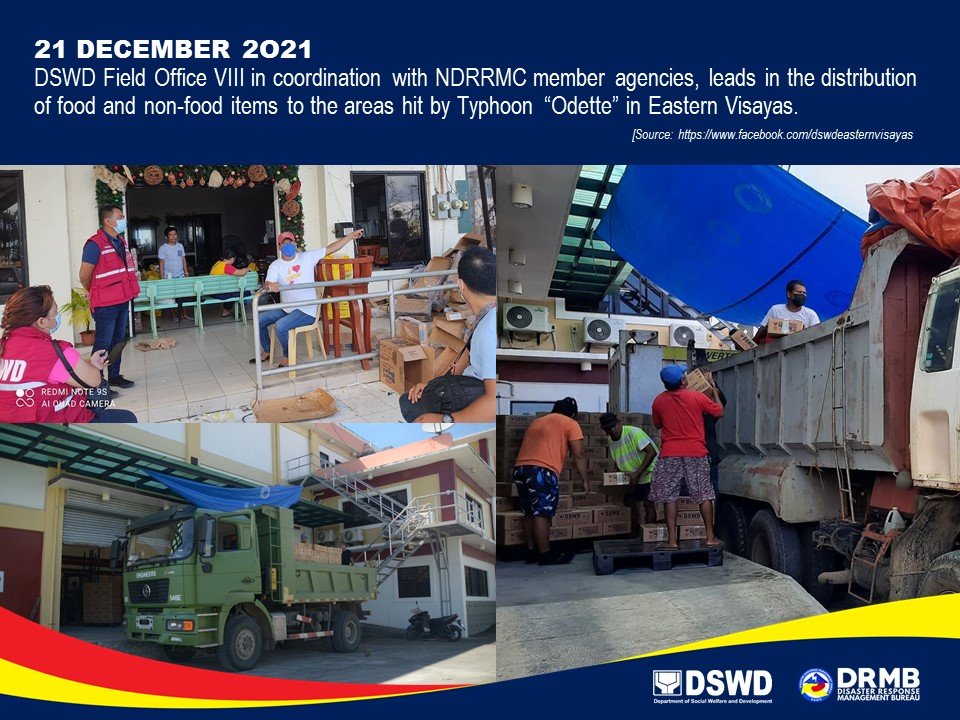 21 DECEMBER 2O21
DSWD Field Office VIII in coordination with NDRRMC member agencies, leads in the distribution
of food and non-food items to the areas hit by Typhoon “Odette” in Eastern Visayas.
[Source: https://www.facebook.com/dswdeasternvisayas
WD
REDMI NOTE 9S
AI QUAD CAMERA
ENGINEERS
DSWD
DSWD
DSWD
Department of Social Welfare and Development
DRMB
DISASTER RESPONSE
MANAGEMENT BUREAU